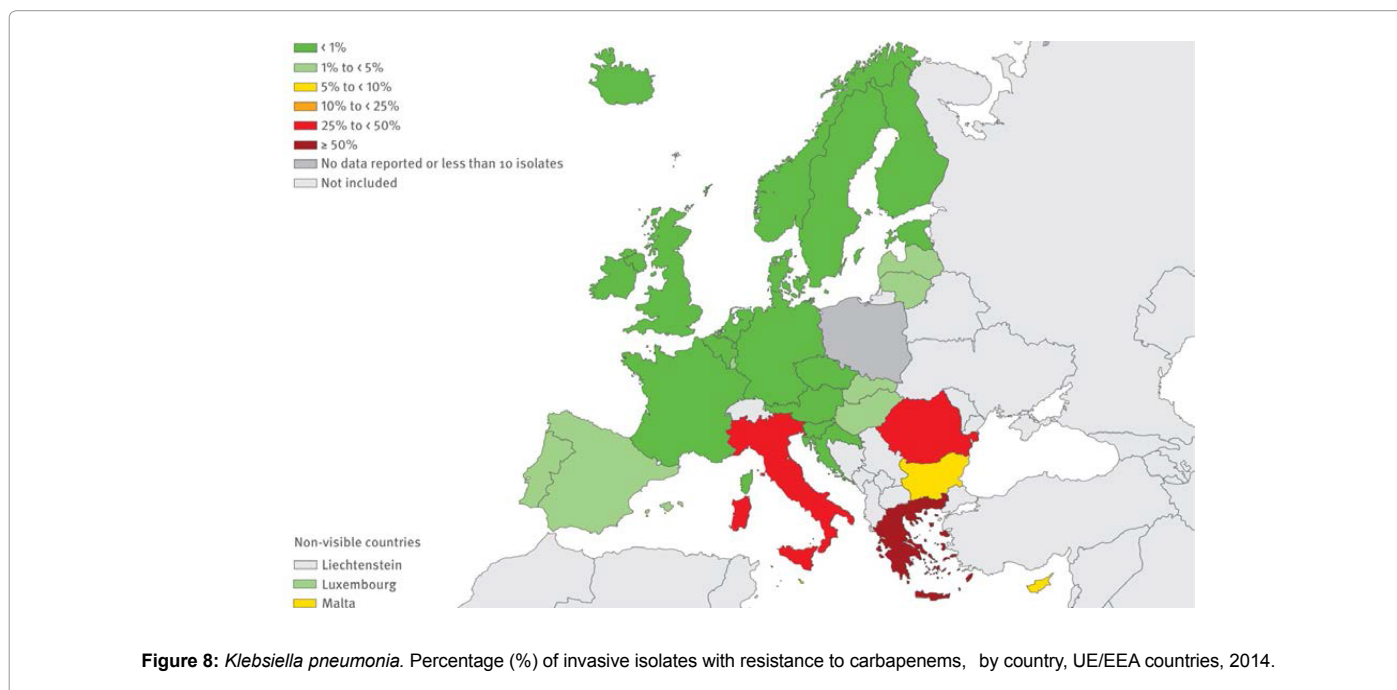 < 1%
1% to < 5%
5% to < 10%
10% to < 25%
25% to < 50%
≥ 50%
No data reported or less than 10 isolates
Not included
Non-visible countries
Liechtenstein
Luxembourg
Malta
Figure 8: Klebsiella pneumonia. Percentage (%) of invasive isolates with resistance to carbapenems, by country, UE/EEA countries, 2014.